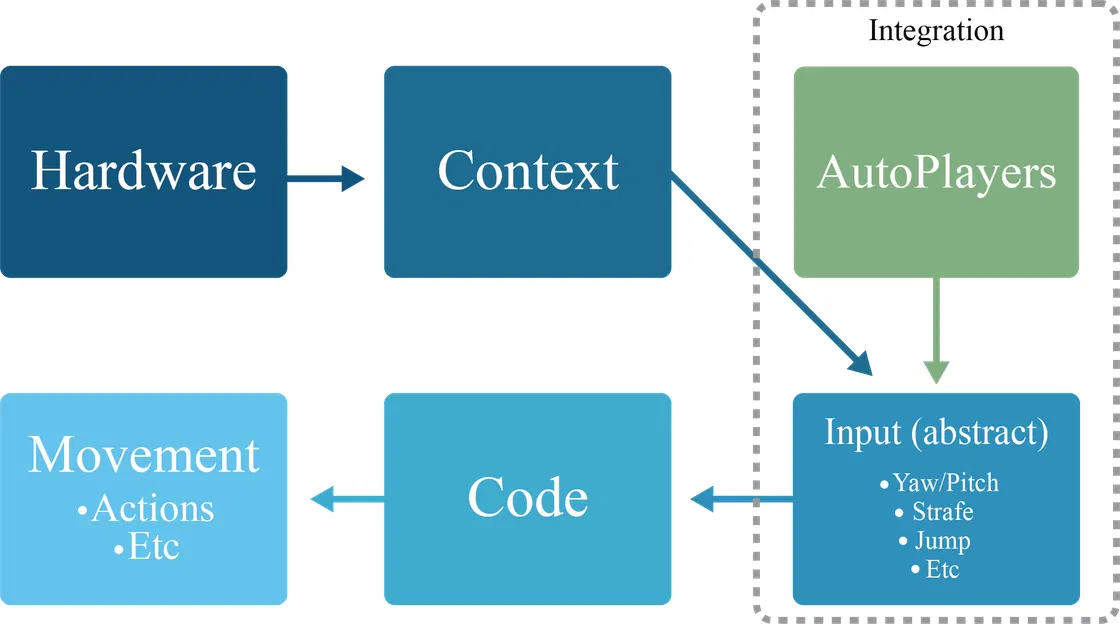 Integration
Hardware
Context
AutoPlayers
Movement
•Actions
•Etc
Code
Input (abstract)
•Yaw/Pitch
• Strafe
• Jump
• Etc